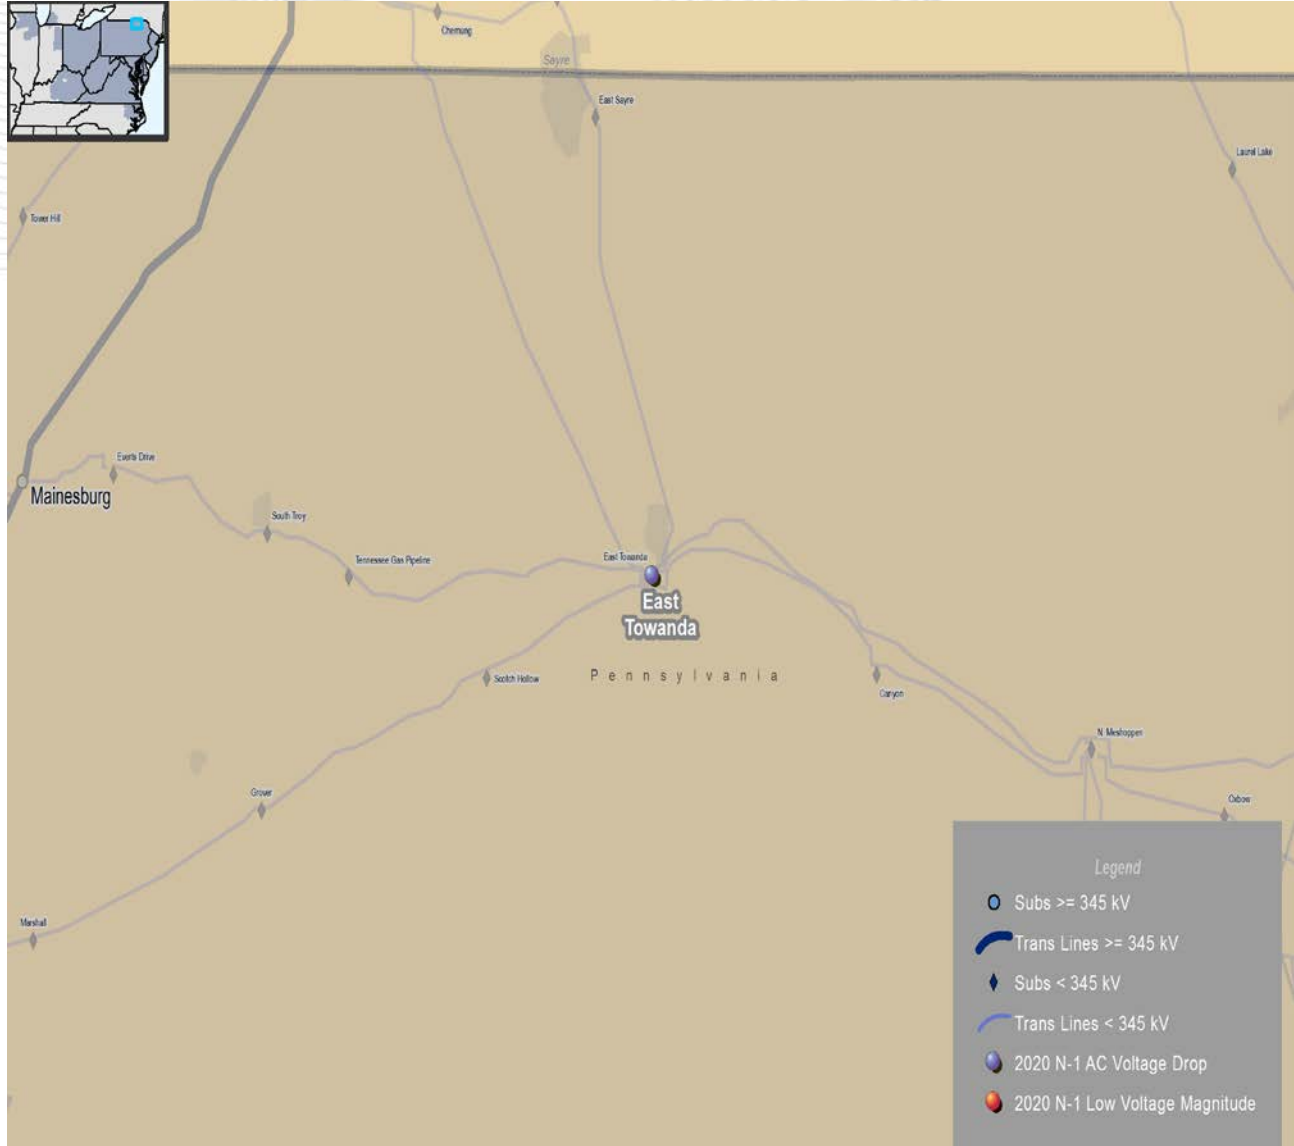 Chemung
Sayre
East Sayre
Laurel Lake
Tower Hill
Everts Drive
Mainesburg
South Troy
Tennessee Gas Pipeline
East Towanda
East
Towanda
Scotch Hollow
Pennsylvania
Canyon
N. Meshoppen
Grover
Oxbow
Marshall
Legend
Subs >= 345 kV
Trans Lines >= 345 kV
Subs < 345 kV
Trans Lines < 345 kV
2020 N-1 AC Voltage Drop
2020 N-1 Low Voltage Magnitude